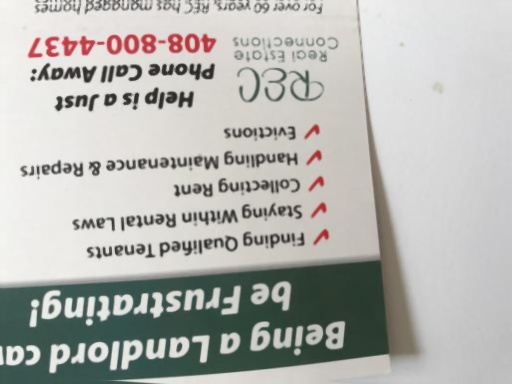 Being a Landlord can
be Frustrating!
Finding Qualified Tenants
Staying Within Rental Laws
Collecting Rent
Handling Maintenance & Repairs
Evictions
REC
Real Estate
Connections
Help is a Just
Phone Call Away:
408-800-4437
For over 60 years, REC has managed homes